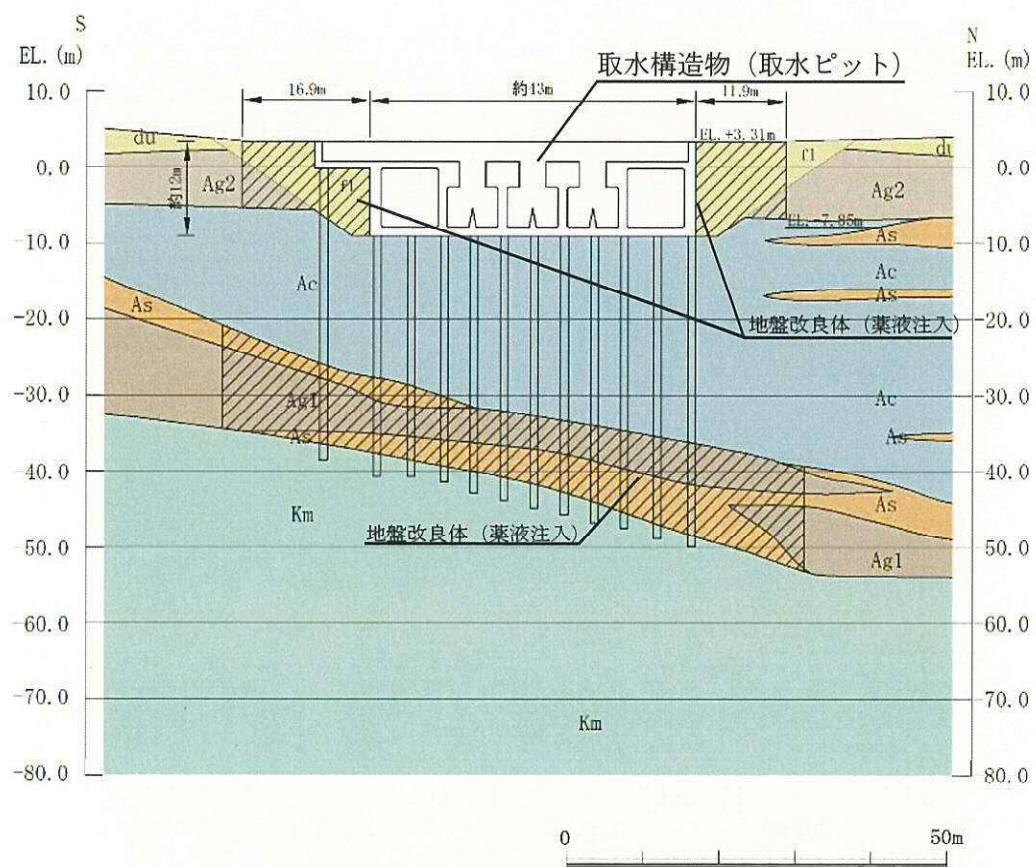 S
EL. (m)
N
EL. (m)
取水構造物（取水ピット）
16.9m
約43m
11.9m
10.0
10.0
EL. +3.31m
du
f1
du
0.0
0.0
約12m
Ag2
f1
Ag2
EL. -7.85m
As
-10.0
-10.0
Ac
Ac
As
As
-20.0
-20.0
地盤改良体（薬液注入）
-30.0
Ag1
Ac
-30.0
As
As
-40.0
-40.0
As
Km
地盤改良体（薬液注入）
-50.0
Ag1
-50.0
-60.0
-60.0
-70.0
-70.0
Km
-80.0
-80.0
0
50m